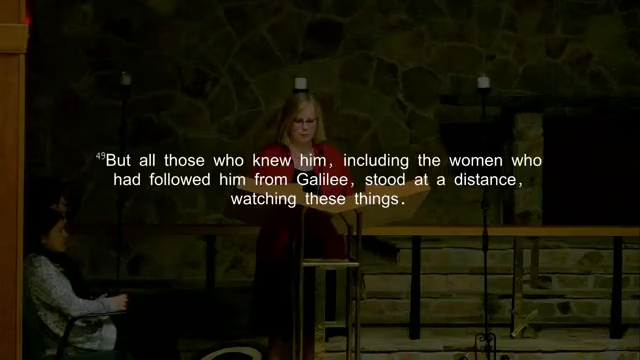 ⁴⁹But all those who knew him, including the women who
had followed him from Galilee, stood at a distance,
watching these things.